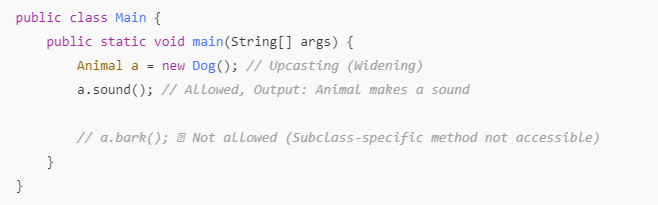 public class Main {
public static void main(String[] args) {
Animal a = new Dog(); // Upcasting (Widening)
a.sound(); // Allowed, Output: Animal makes a sound
// a.bark(); Not allowed (Subclass-specific method not accessible)
}
}